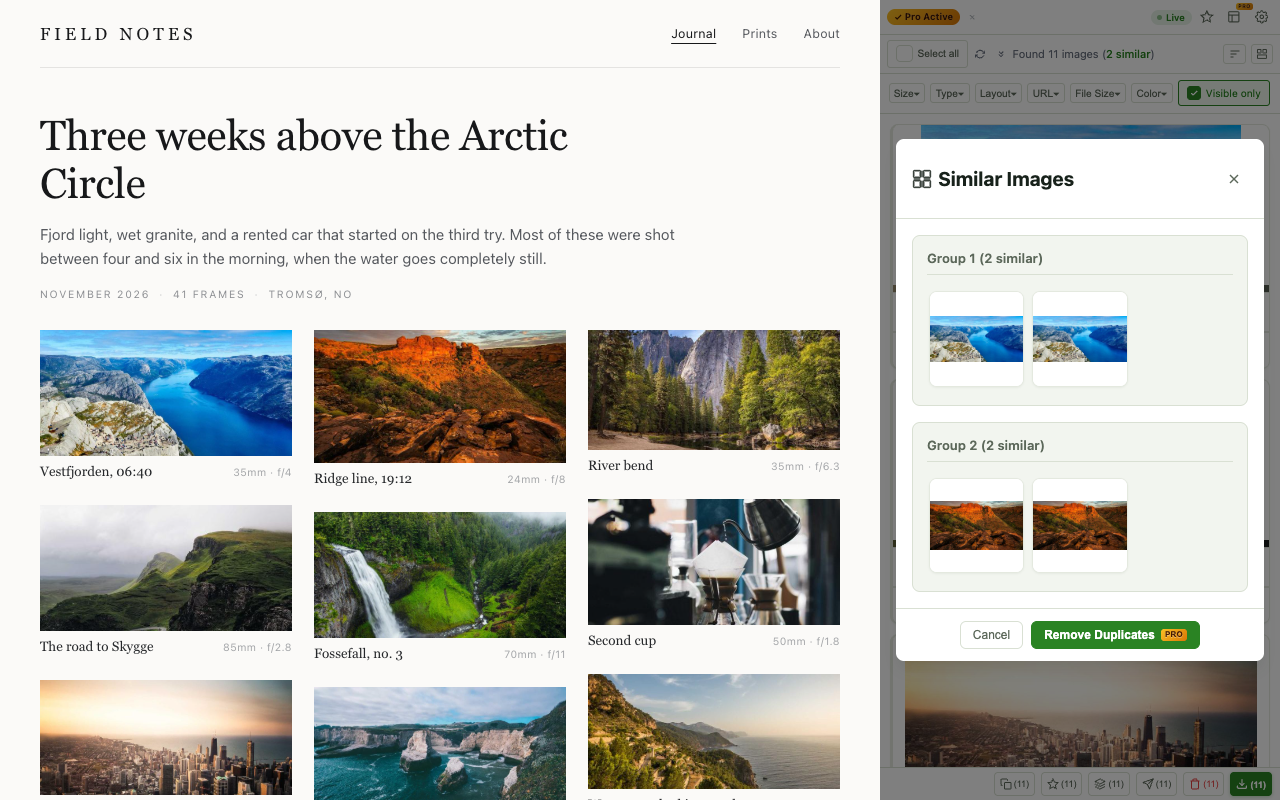 FIELD NOTES
Journal
Prints
About
Three weeks above the Arctic
Circle
Fjord light, wet granite, and a rented car that started on the third try. Most of these were shot
between four and six in the morning, when the water goes completely still.
NOVEMBER 2026 · 41 FRAMES · TROMSØ, NO
Vestfjorden, 06:40
35mm · f/4
Ridge line, 19:12
24mm · f/8
River bend
35mm · f/6.3
The road to Skygge
85mm · f/2.8
Fossefall, no. 3
70mm · f/11
Second cup
50mm · f/1.8
✓ Pro Active
×
Live
PRO
Select all
Found 11 images (2 similar)
Size
Type
Layout
URL
File Size
Color
Visible only
Similar Images
Group 1 (2 similar)
Group 2 (2 similar)
Cancel
Remove Duplicates PRO
(11)
(11)
(11)
(11)
(11)
(11)